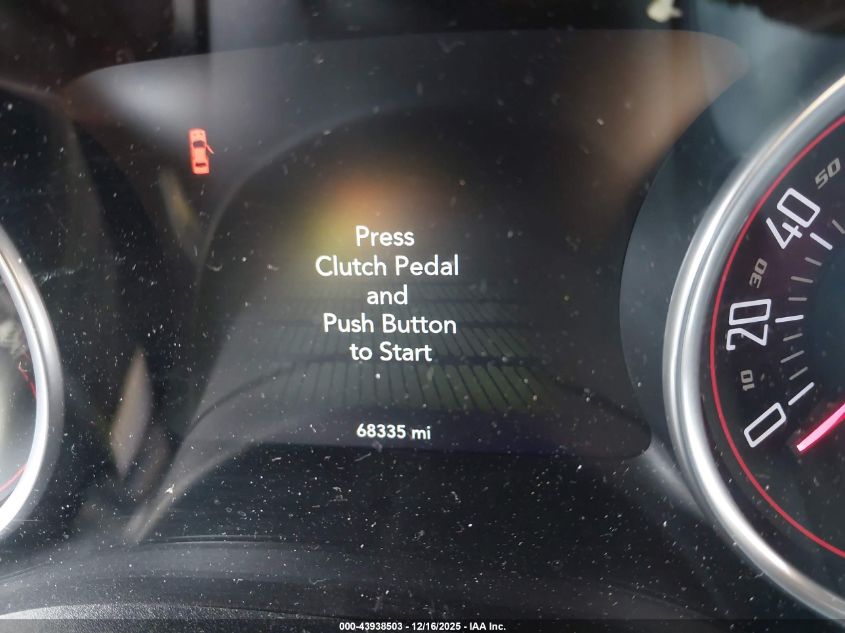 Press
Clutch Pedal
and
Push Button
to Start
68335 mi
50
40
30
20
10
0
000-43938503 - 12/16/2025 - IAA Inc.